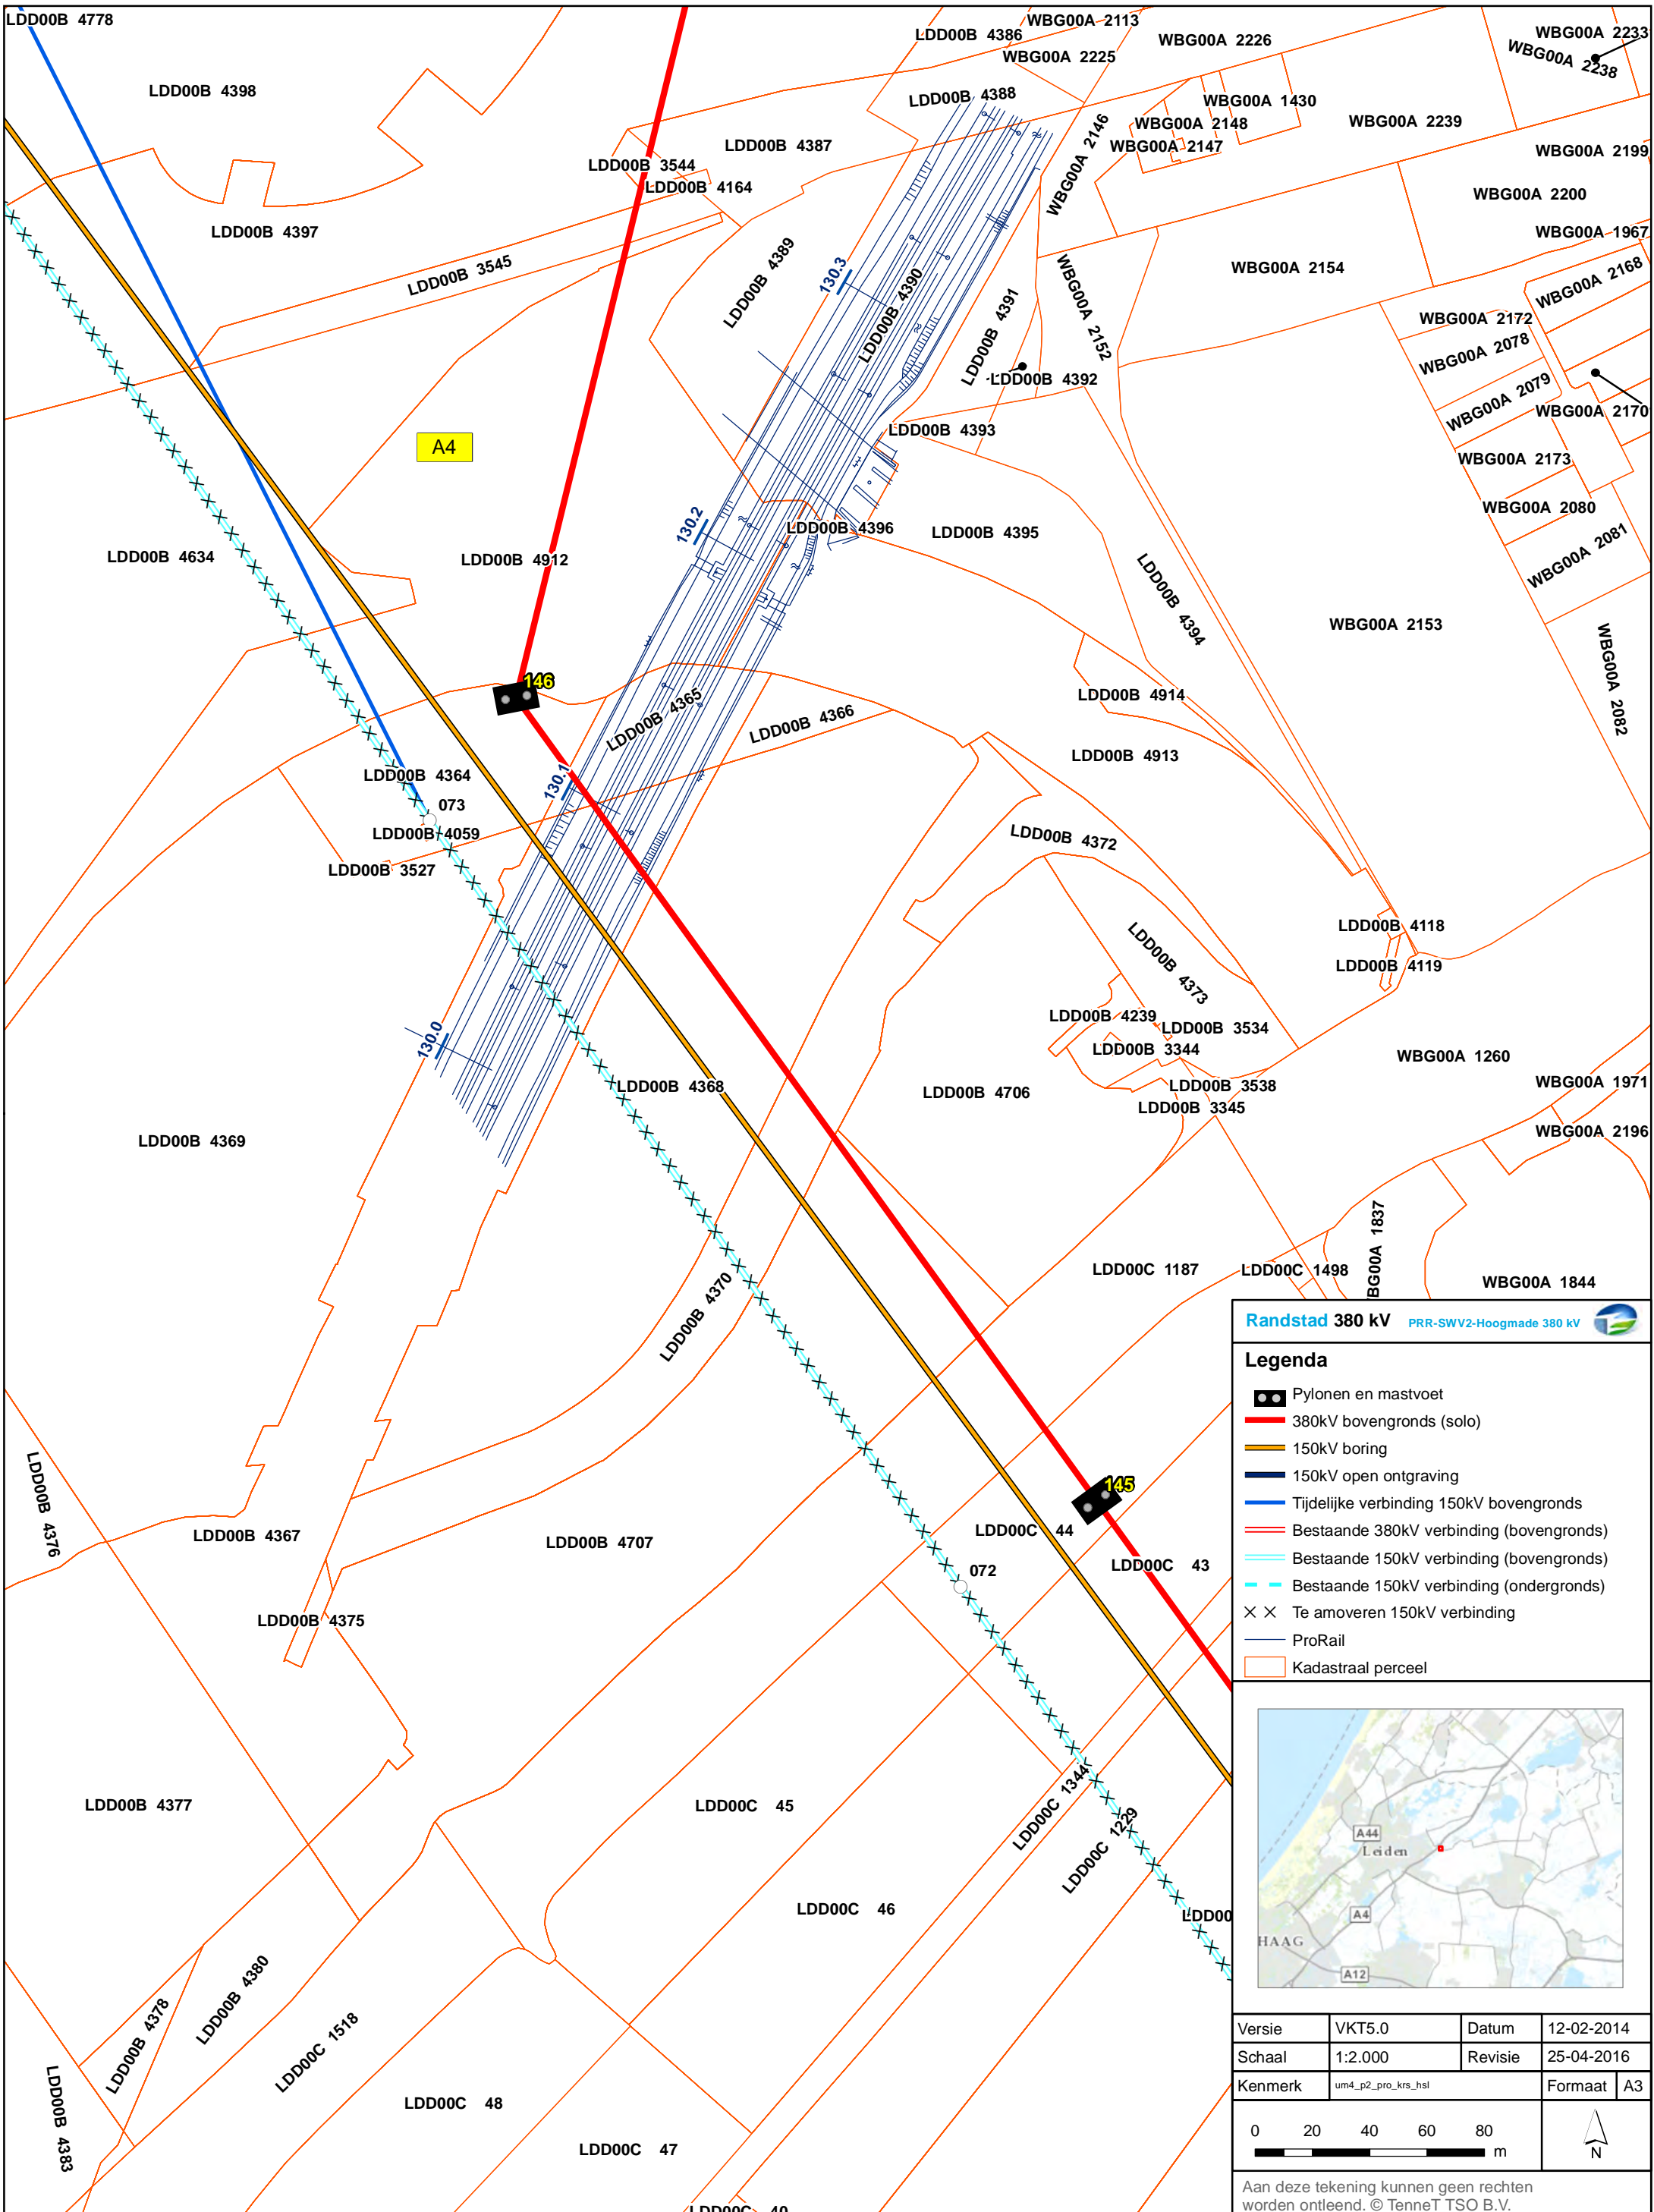 LDD00B 4778
LDD00B 4386
WBG00A 2113
WBG00A 2225
WBG00A 2226
WBG00A 2233
WBG00A 2238
LDD00B 4398
LDD00B 4388
WBG00A 1430
WBG00A 2148
WBG00A 2147
WBG00A 2146
WBG00A 2239
WBG00A 2199
LDD00B 4387
LDD00B 3544
LDD00B 4164
WBG00A 2200
LDD00B 4397
WBG00A 1967
LDD00B 3545
LDD00B 4389
130.3
LDD00B 4390
LDD00B 4391
WBG00A 2152
WBG00A 2154
WBG00A 2168
WBG00A 2172
WBG00A 2078
LDD00B 4392
WBG00A 2079
WBG00A 2170
A4
LDD00B 4393
WBG00A 2173
130.2
LDD00B 4396
LDD00B 4395
WBG00A 2080
WBG00A 2081
LDD00B 4634
LDD00B 4912
LDD00B 4394
WBG00A 2153
WBG00A 2082
146
LDD00B 4365
LDD00B 4366
LDD00B 4914
LDD00B 4913
LDD00B 4364
130.1
073
LDD00B 4059
LDD00B 3527
LDD00B 4372
LDD00B 4118
LDD00B 4119
LDD00B 4373
LDD00B 4239
LDD00B 3534
LDD00B 3344
130.0
WBG00A 1260
LDD00B 4368
LDD00B 4706
LDD00B 3538
LDD00B 3345
WBG00A 1971
WBG00A 2196
LDD00B 4369
BG00A 1837
LDD00B 4370
LDD00C 1187
LDD00C 1498
WBG00A 1844
145
LDD00B 4376
LDD00B 4367
LDD00B 4707
LDD00C 44
LDD00C 43
072
LDD00B 4375
LDD00B 4377
LDD00C 45
LDD00C 1344
LDD00C 1229
LDD00C 46
LDD00
LDD00B 4380
LDD00B 4378
LDD00C 1518
LDD00B 4383
LDD00C 48
LDD00C 47
Randstad 380 kV PRR-SWV2-Hoogmade 380 kV
Legenda
Pylonen en mastvoet
380kV bovengronds (solo)
150kV boring
150kV open ontgraving
Tijdelijke verbinding 150kV bovengronds
Bestaande 380kV verbinding (bovengronds)
Bestaande 150kV verbinding (bovengronds)
Bestaande 150kV verbinding (ondergronds)
Te amoveren 150kV verbinding
ProRail
Kadastraal perceel
A44
Leiden
A4
HAAG
A12
Versie VKT5.0 Datum 12-02-2014
Schaal 1:2.000 Revisie 25-04-2016
Kenmerk um4_p2_pro_krs_hsl Formaat A3
0 20 40 60 80
m
N
Aan deze tekening kunnen geen rechten
worden ontleend. © TenneT TSO B.V.